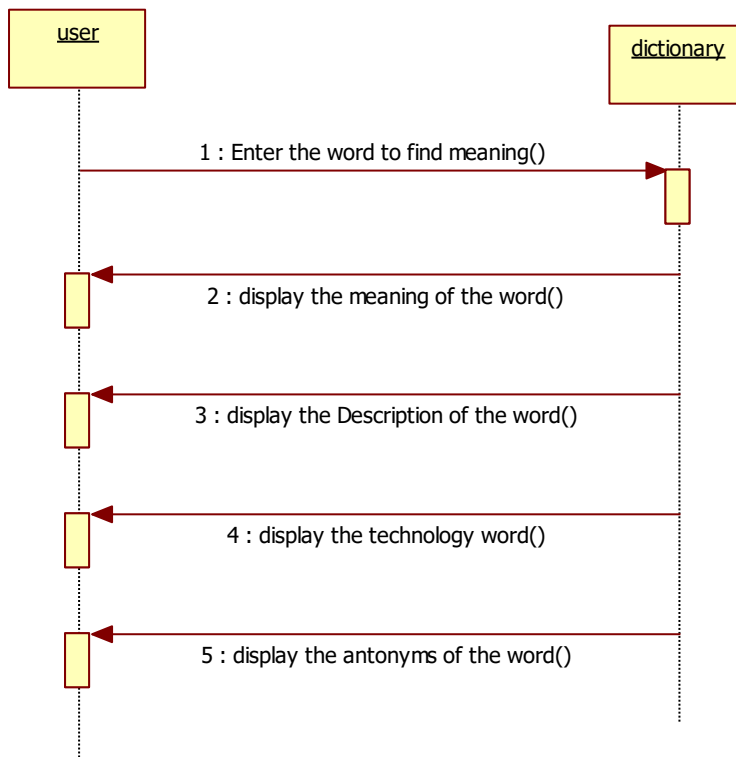 user
dictionary
1 : Enter the word to find meaning()
2 : display the meaning of the word()
3 : display the Description of the word()
4 : display the technology word()
5 : display the antonyms of the word()